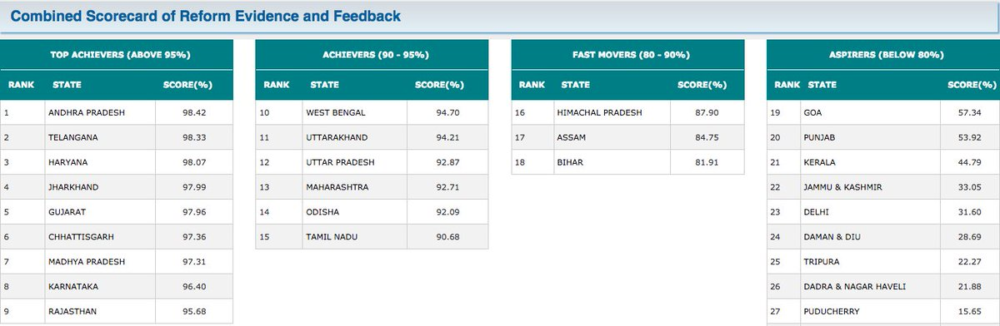 Combined Scorecard of Reform Evidence and Feedback
TOP ACHIEVERS (ABOVE 95%)
RANK STATE SCORE(%)
1 ANDHRA PRADESH 98.42
2 TELANGANA 98.33
3 HARYANA 98.07
4 JHARKHAND 97.99
5 GUJARAT 97.96
6 CHHATTISGARH 97.36
7 MADHYA PRADESH 97.31
8 KARNATAKA 96.40
9 RAJASTHAN 95.68
ACHIEVERS (90 - 95%)
RANK STATE SCORE(%)
10 WEST BENGAL 94.70
11 UTTARAKHAND 94.21
12 UTTAR PRADESH 92.87
13 MAHARASHTRA 92.71
14 ODISHA 92.09
15 TAMIL NADU 90.68
FAST MOVERS (80 - 90%)
RANK STATE SCORE(%)
16 HIMACHAL PRADESH 87.90
17 ASSAM 84.75
18 BIHAR 81.91
ASPIRERS (BELOW 80%)
RANK STATE SCORE(%)
19 GOA 57.34
20 PUNJAB 53.92
21 KERALA 44.79
22 JAMMU & KASHMIR 33.05
23 DELHI 31.60
24 DAMAN & DIU 28.69
25 TRIPURA 22.27
26 DADRA & NAGAR HAVELI 21.88
27 PUDUCHERRY 15.65